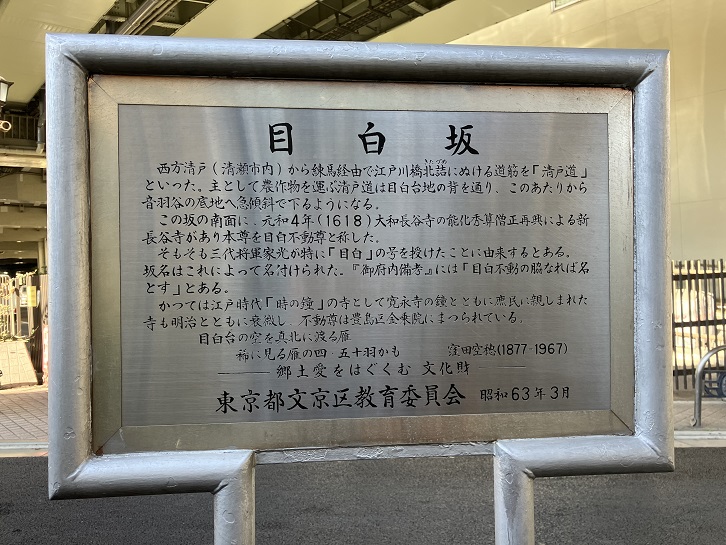 目白坂
西方清戸(清瀬市内)から練馬経由で江戸川橋北詰にぬける道筋を「清戸道」
きたづめ
といった。主として農作物を運ぶ清戸道は目白台地の背を通り、このあたりから
音羽谷の底地へ急傾斜で下るようになる。
この坂の南面に、元和4年(1618)大和長谷寺の能化秀算僧正再興による新
長谷寺があり本尊を目白不動尊と称した。
そもそも三代将軍家光が特に「目白」の号を授けたことに由来するとある。
坂名はこれによって名付けられた。『御府内備考』には「目白不動の脇なれば名
とす」とある。
かつては江戸時代「時の鐘」の寺として寛永寺の鐘とともに庶民に親しまれた
寺も明治とともに衰微し、不動尊は豊島区金乗院にまつられている。
目白台の空を真北に渡る雁
稀に見る雁の四・五十羽かも 窪田空穂(1877-1967)
郷土愛をはぐくむ 文化財
東京都文京区教育委員会 昭和63年3月